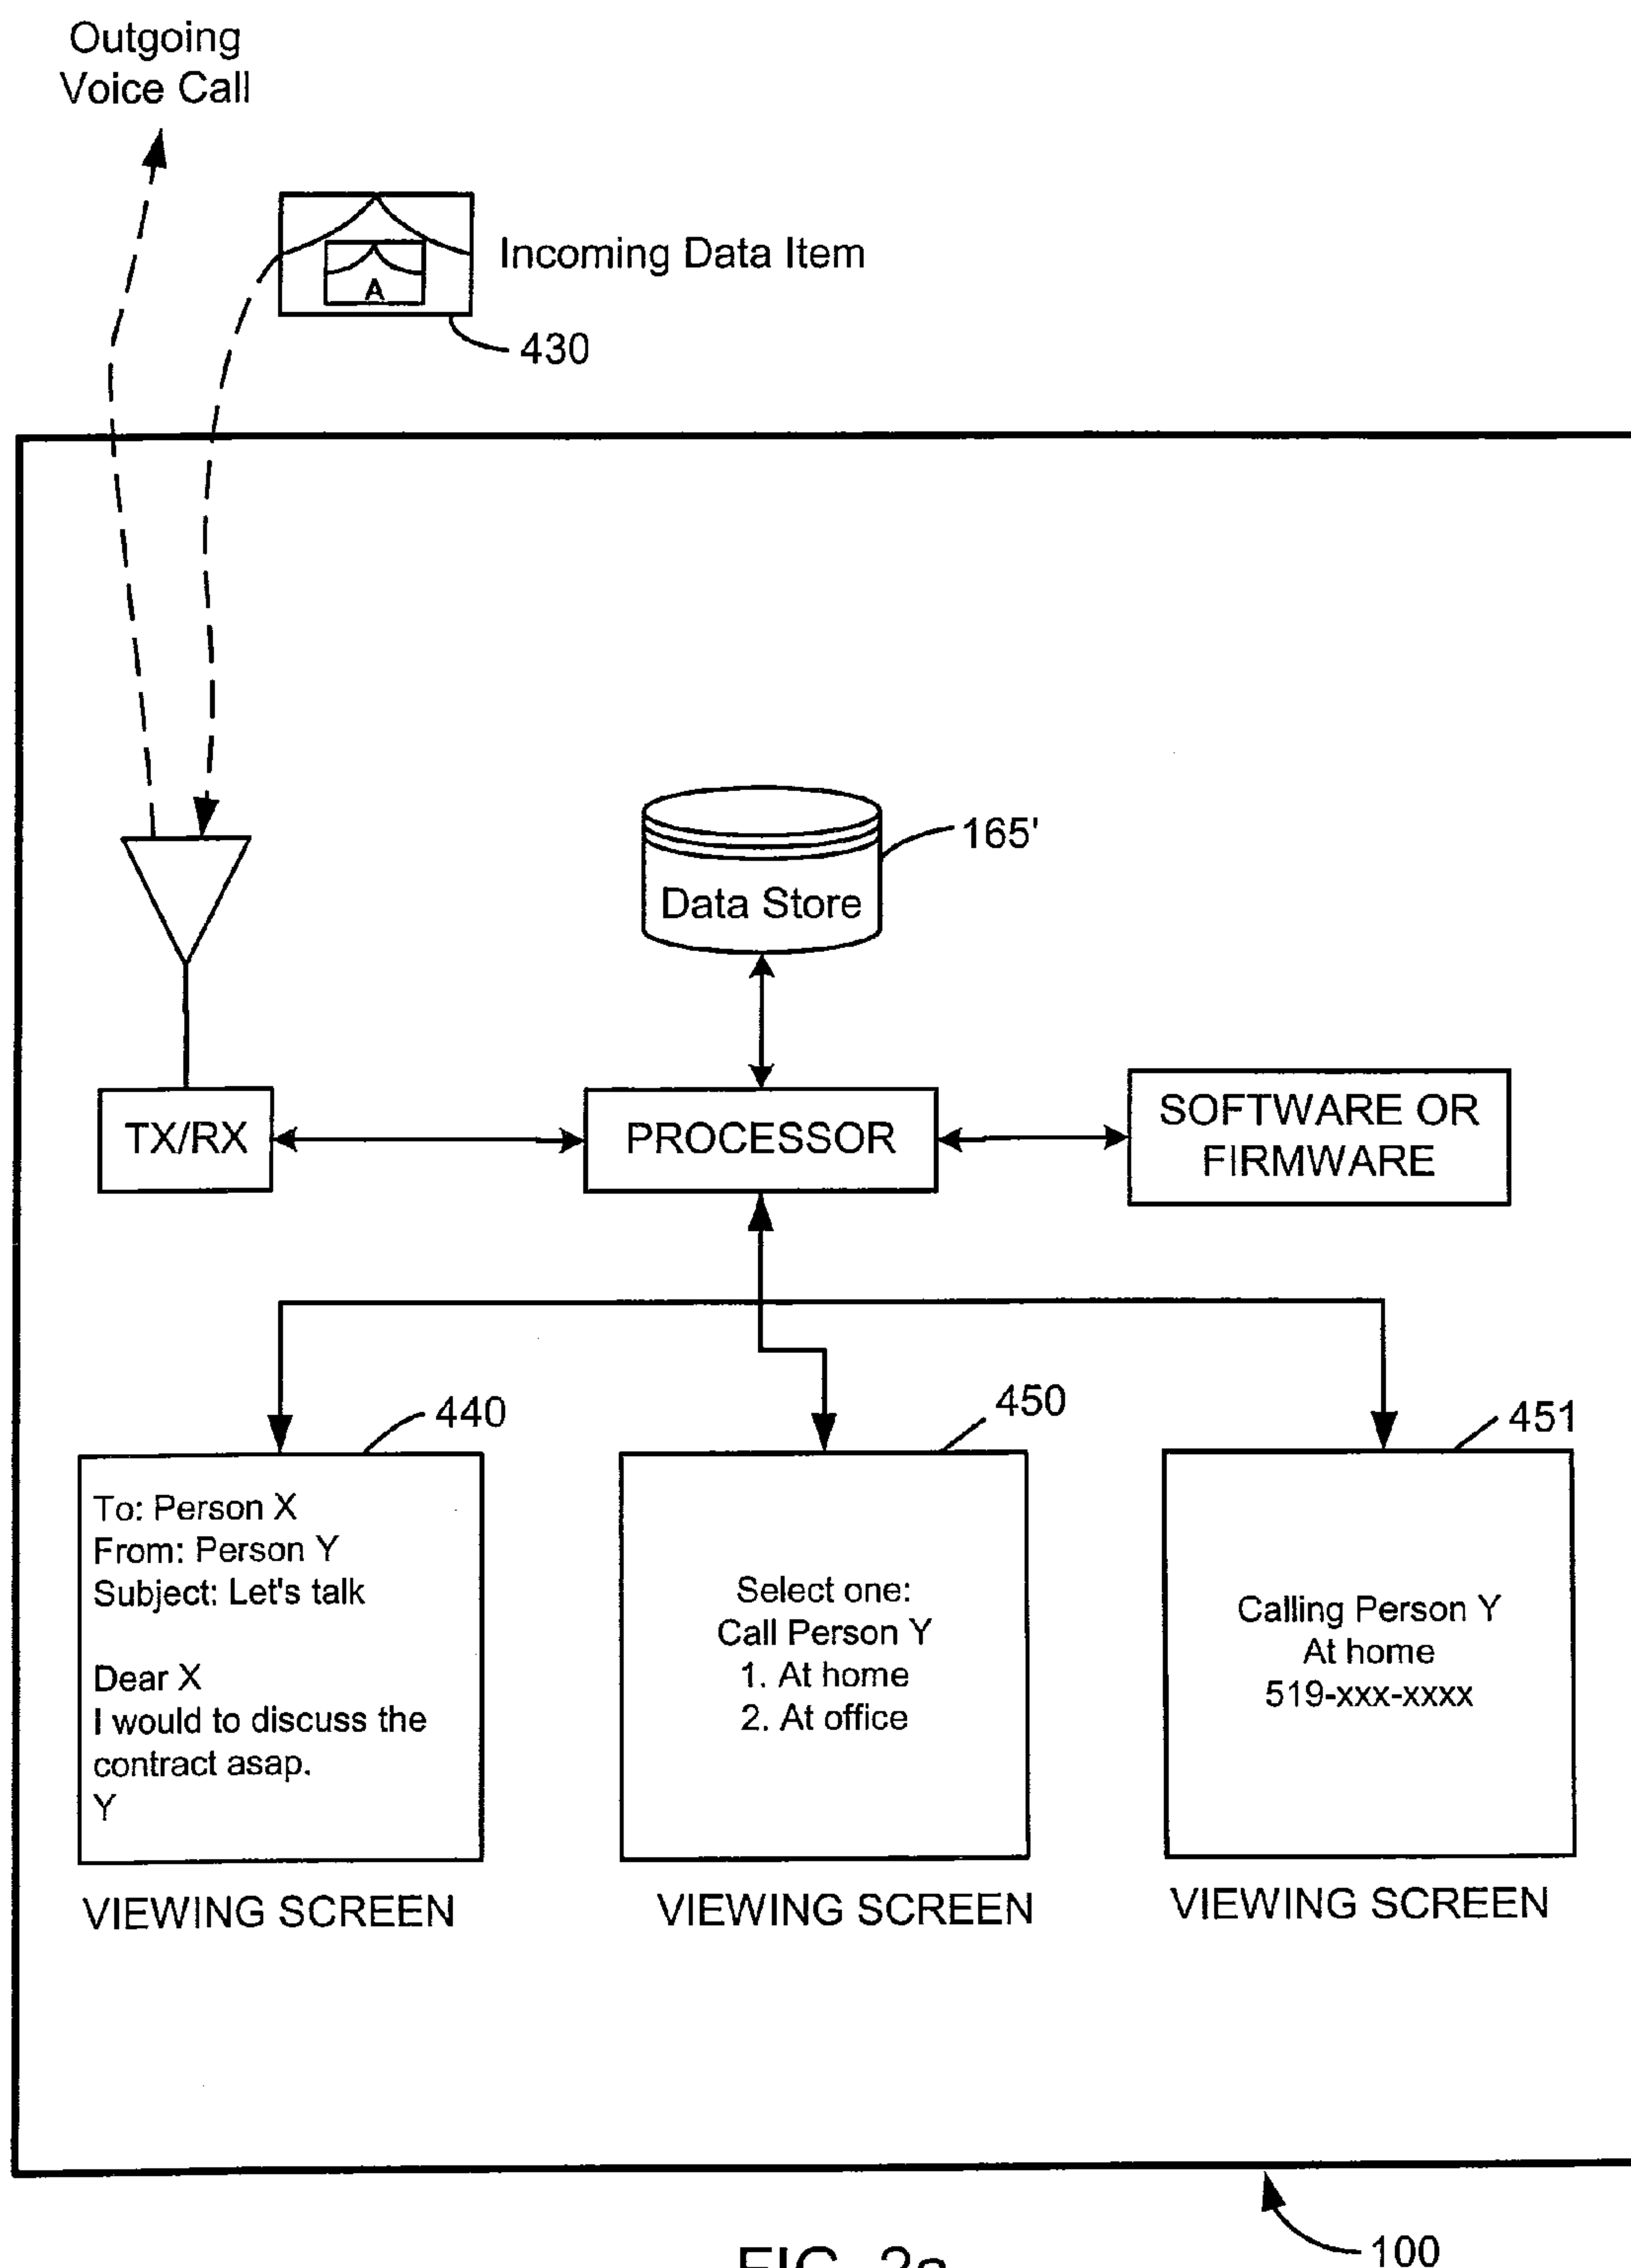 Outgoing
Voice Call
Incoming Data Item
A
430
165'
Data Store
TX/RX
PROCESSOR
SOFTWARE OR
FIRMWARE
440
450
451
To: Person X
From: Person Y
Subject: Let's talk
Dear X
I would to discuss the
contract asap.
Y
Select one:
Call Person Y
1. At home
2. At office
Calling Person Y
At home
519-xxx-xxxx
VIEWING SCREEN
VIEWING SCREEN
VIEWING SCREEN
100
FIG. 2a